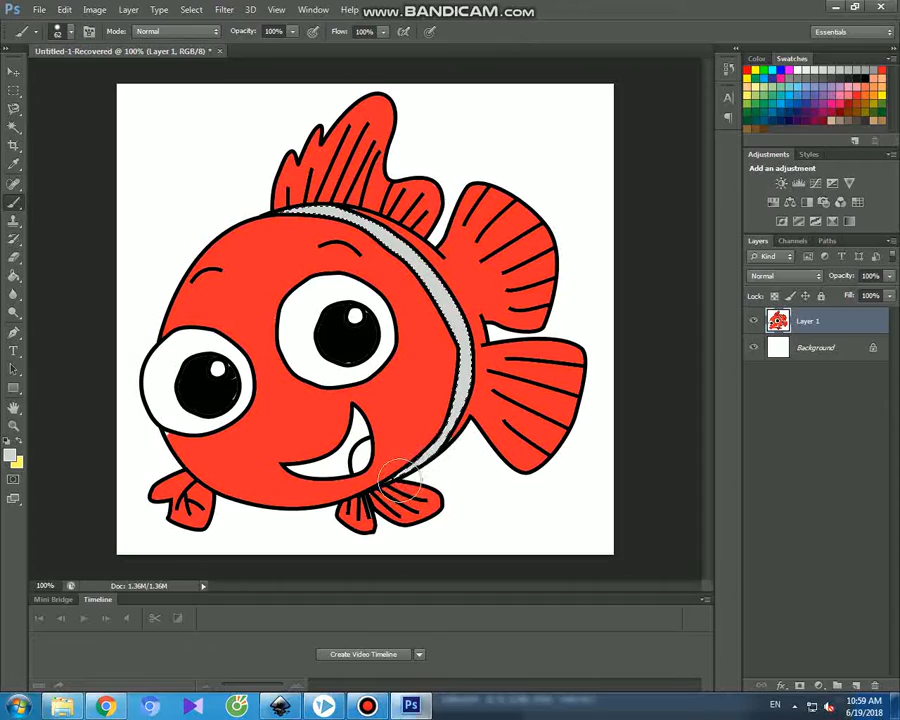 Ps File Edit Image Layer Type Select Filter 3D View Window Help www.BANDICAM.com
62 Mode: Normal Opacity: 100% Flow: 100% Essentials
Untitled-1-Recovered @ 100% (Layer 1, RGB/8) * ×
Color Swatches
Adjustments Styles
Add an adjustment
Layers Channels Paths
Kind
Normal Opacity: 100%
Lock: Fill: 100%
Layer 1
Background
100% Doc: 1.36M/1.36M
Mini Bridge Timeline
Create Video Timeline
fx
Ps EN 10:59 AM
6/19/2018